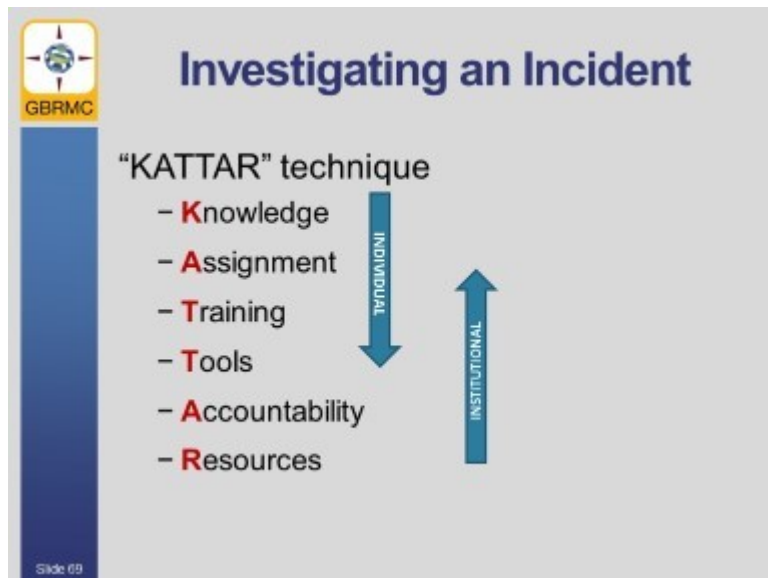 GBRMC
Investigating an Incident
“KATTAR” technique
– Knowledge
– Assignment
– Training
– Tools
– Accountability
– Resources
INDIVIDUAL
INSTITUTIONAL
Slide 69